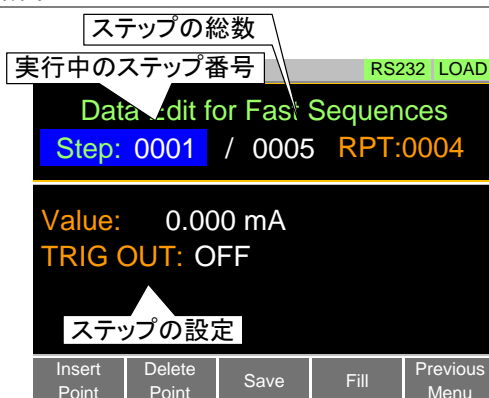 ステップの総数
実行中のステップ番号
RS232 LOAD
Data Edit for Fast Sequences
Step: 0001 / 0005 RPT:0004
Value: 0.000 mA
TRIG OUT: OFF
ステップの設定
Insert Point
Delete Point
Save
Fill
Previous Menu